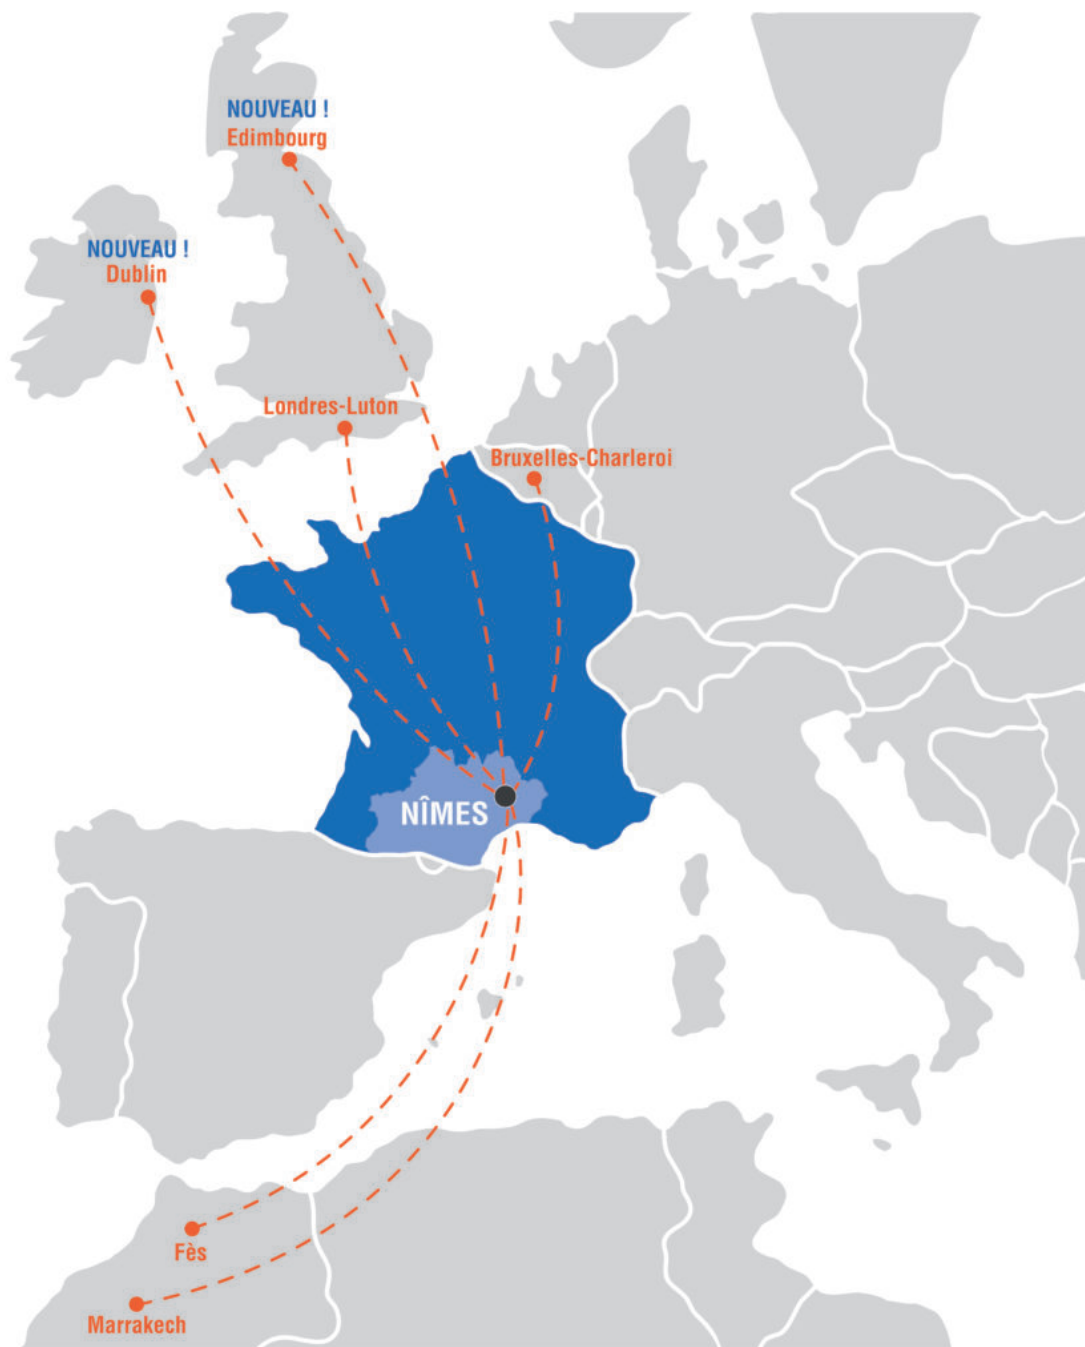 NOUVEAU !
Edimbourg
NOUVEAU !
Dublin
Londres-Luton
Bruxelles-Charleroi
NÎMES
Fès
Marrakech